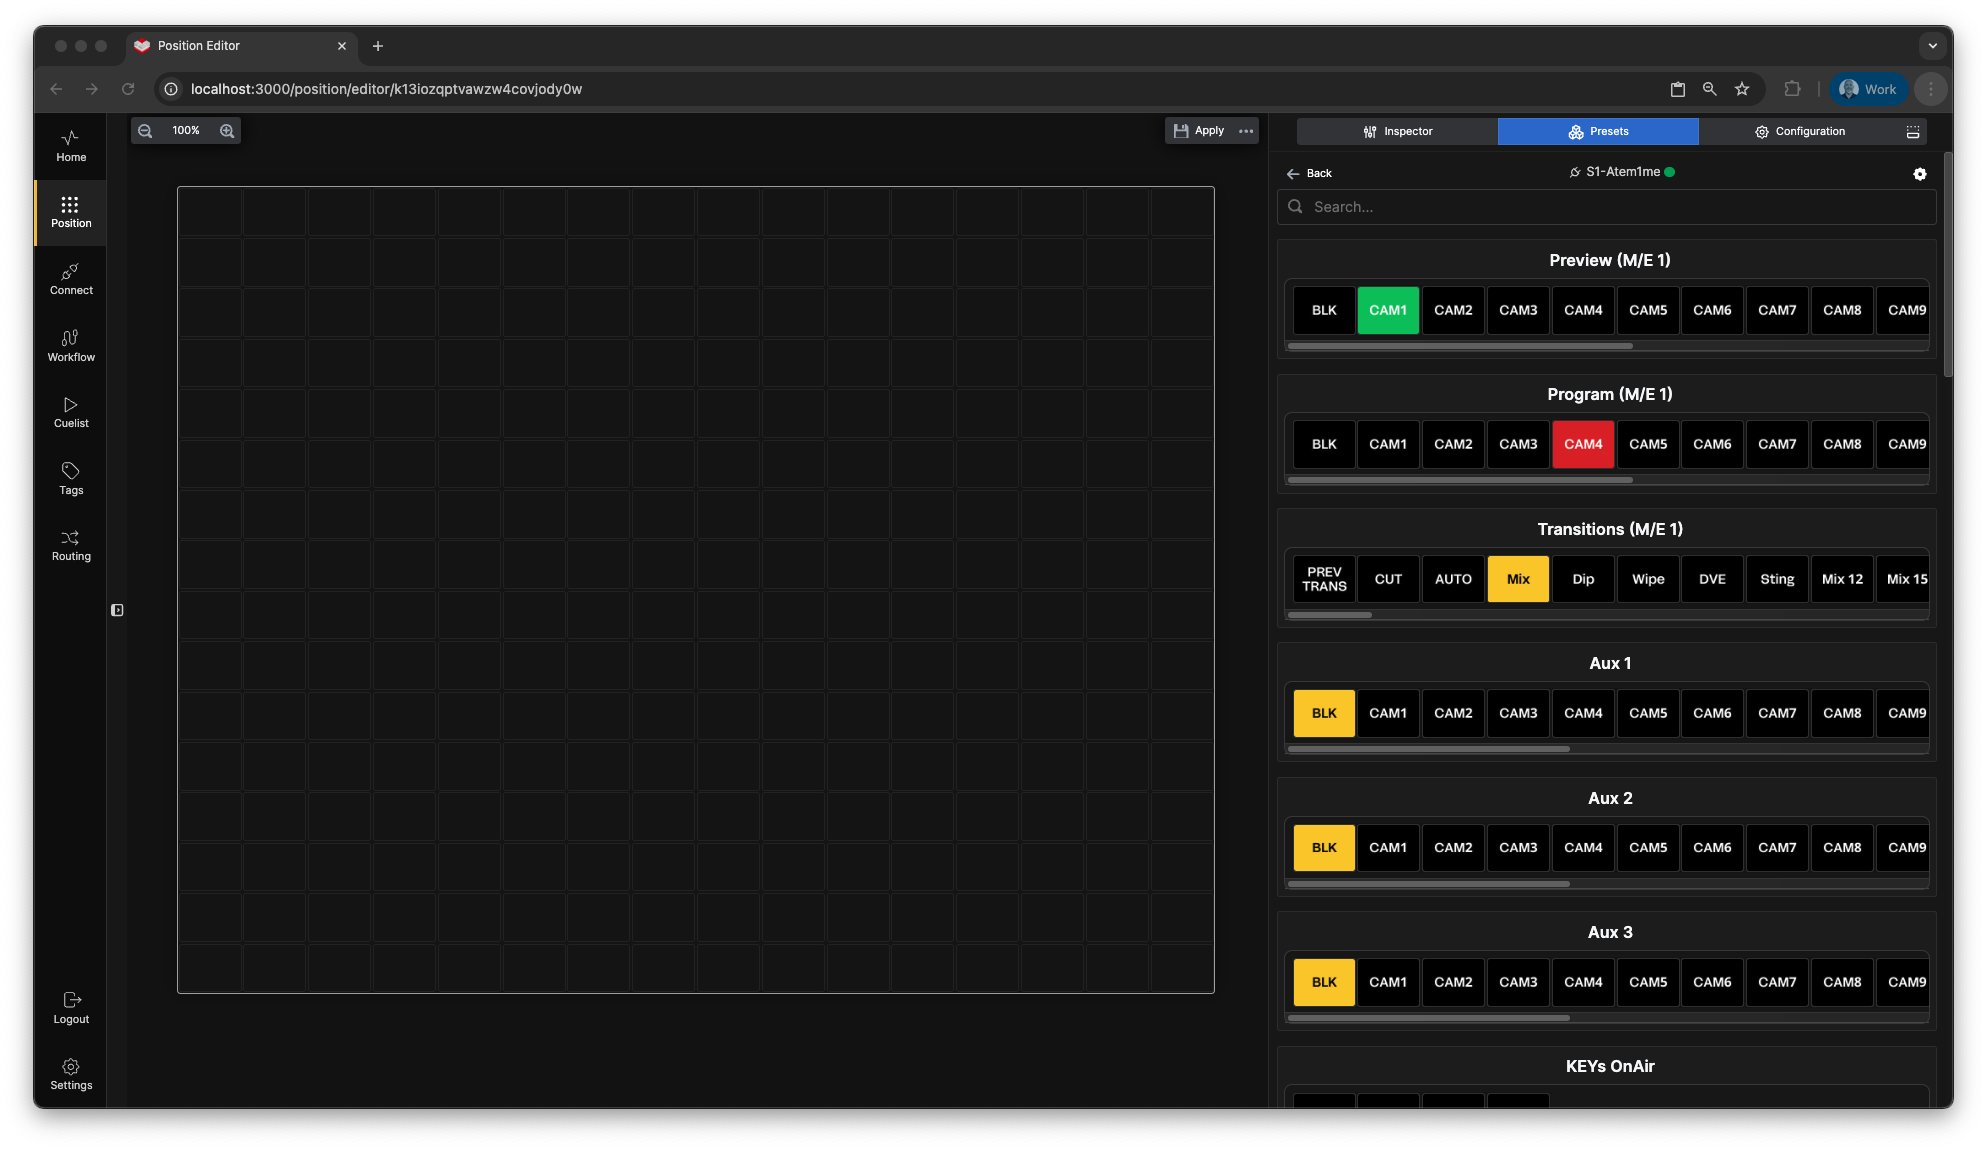 Position Editor
localhost:3000/position/editor/k13iozqptvawzw4covjody0w
Work
Home
Position
Connect
Workflow
Cuelist
Tags
Routing
Logout
Settings
100%
Apply
Inspector
Presets
Configuration
Back
S1-Atem1me
Search...
Preview (M/E 1)
BLK CAM1 CAM2 CAM3 CAM4 CAM5 CAM6 CAM7 CAM8 CAM9
Program (M/E 1)
BLK CAM1 CAM2 CAM3 CAM4 CAM5 CAM6 CAM7 CAM8 CAM9
Transitions (M/E 1)
PREV TRANS CUT AUTO Mix Dip Wipe DVE Sting Mix 12 Mix 15
Aux 1
BLK CAM1 CAM2 CAM3 CAM4 CAM5 CAM6 CAM7 CAM8 CAM9
Aux 2
BLK CAM1 CAM2 CAM3 CAM4 CAM5 CAM6 CAM7 CAM8 CAM9
Aux 3
BLK CAM1 CAM2 CAM3 CAM4 CAM5 CAM6 CAM7 CAM8 CAM9
KEYs OnAir